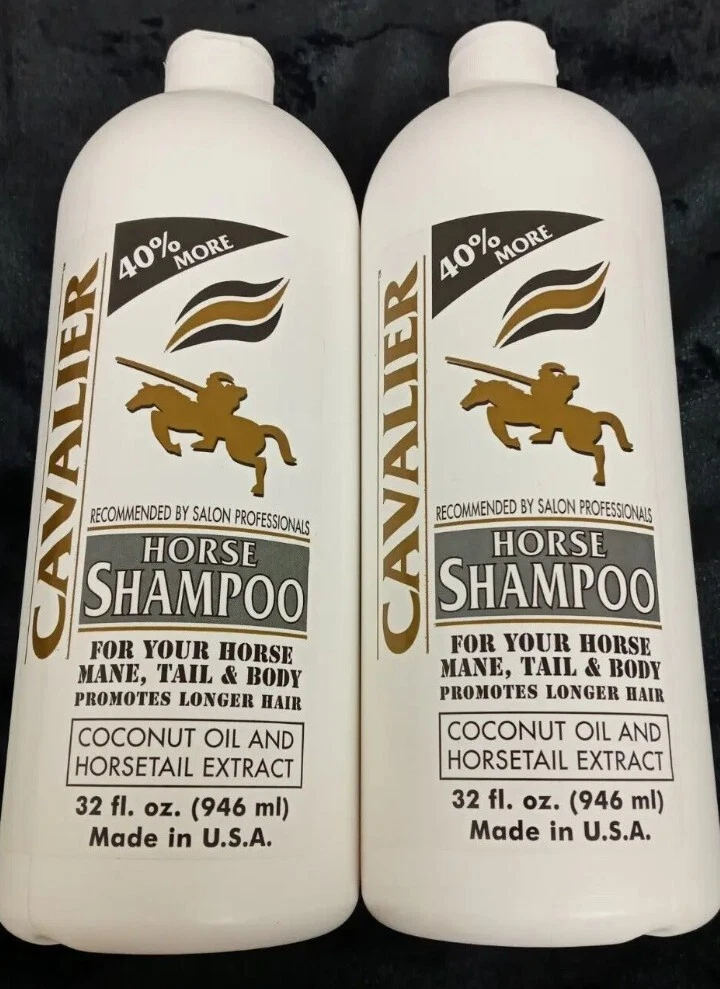 40% MORE
CAVALIER
RECOMMENDED BY SALON PROFESSIONALS
HORSE
SHAMPOO
FOR YOUR HORSE
MANE, TAIL & BODY
PROMOTES LONGER HAIR
COCONUT OIL AND
HORSETAIL EXTRACT
32 fl. oz. (946 ml)
Made in U.S.A.
40% MORE
CAVALIER
RECOMMENDED BY SALON PROFESSIONALS
HORSE
SHAMPOO
FOR YOUR HORSE
MANE, TAIL & BODY
PROMOTES LONGER HAIR
COCONUT OIL AND
HORSETAIL EXTRACT
32 fl. oz. (946 ml)
Made in U.S.A.